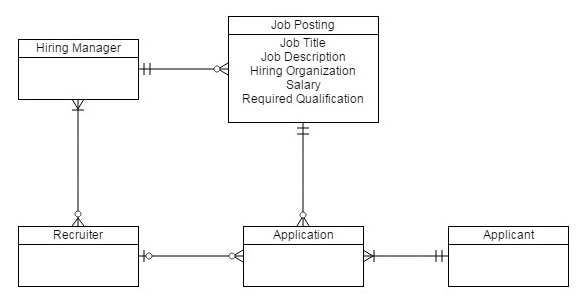 Job Posting
Hiring Manager
Job Title
Job Description
Hiring Organization
Salary
Required Qualification
Recruiter
Application
Applicant